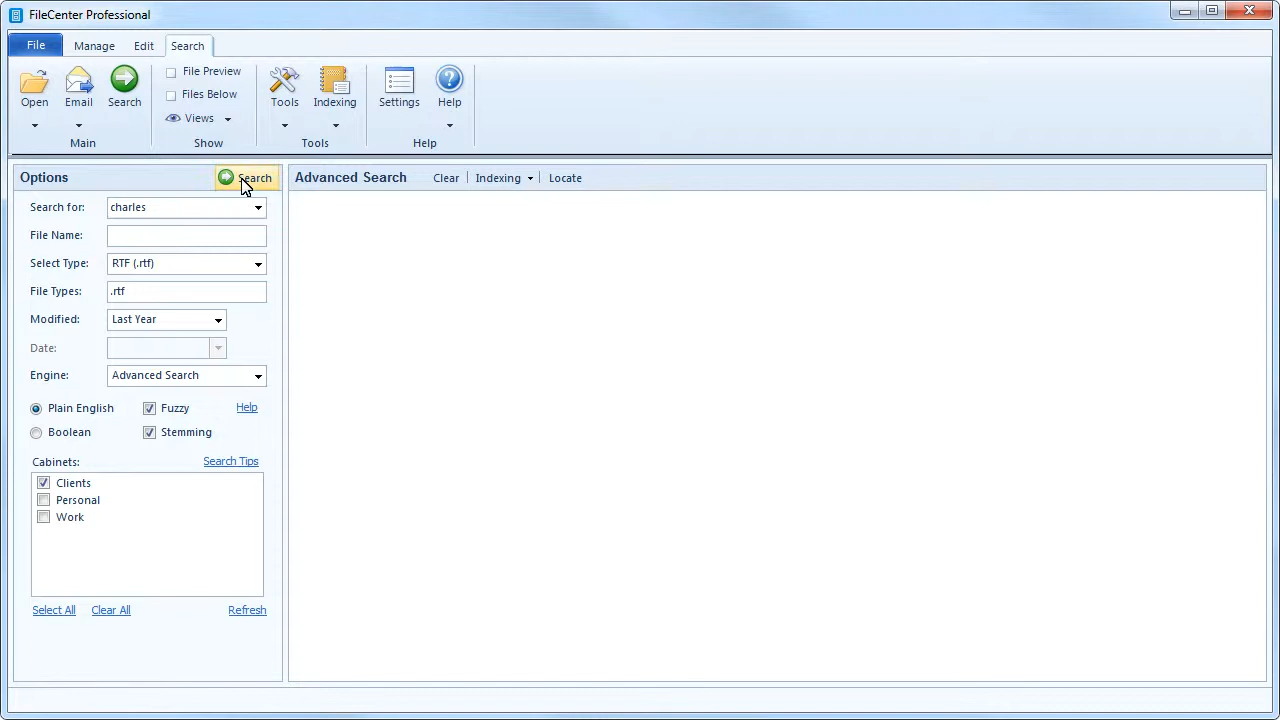 FileCenter Professional
File Manage Edit Search
File Preview
Files Below
Views
Open Email Search Tools Indexing Settings Help
Main Show Tools Help
Options Search
Advanced Search Clear Indexing Locate
Search for: charles
File Name:
Select Type: RTF (.rtf)
File Types: .rtf
Modified: Last Year
Date:
Engine: Advanced Search
Plain English Fuzzy Help
Boolean Stemming
Cabinets: Search Tips
Clients
Personal
Work
Select All Clear All Refresh